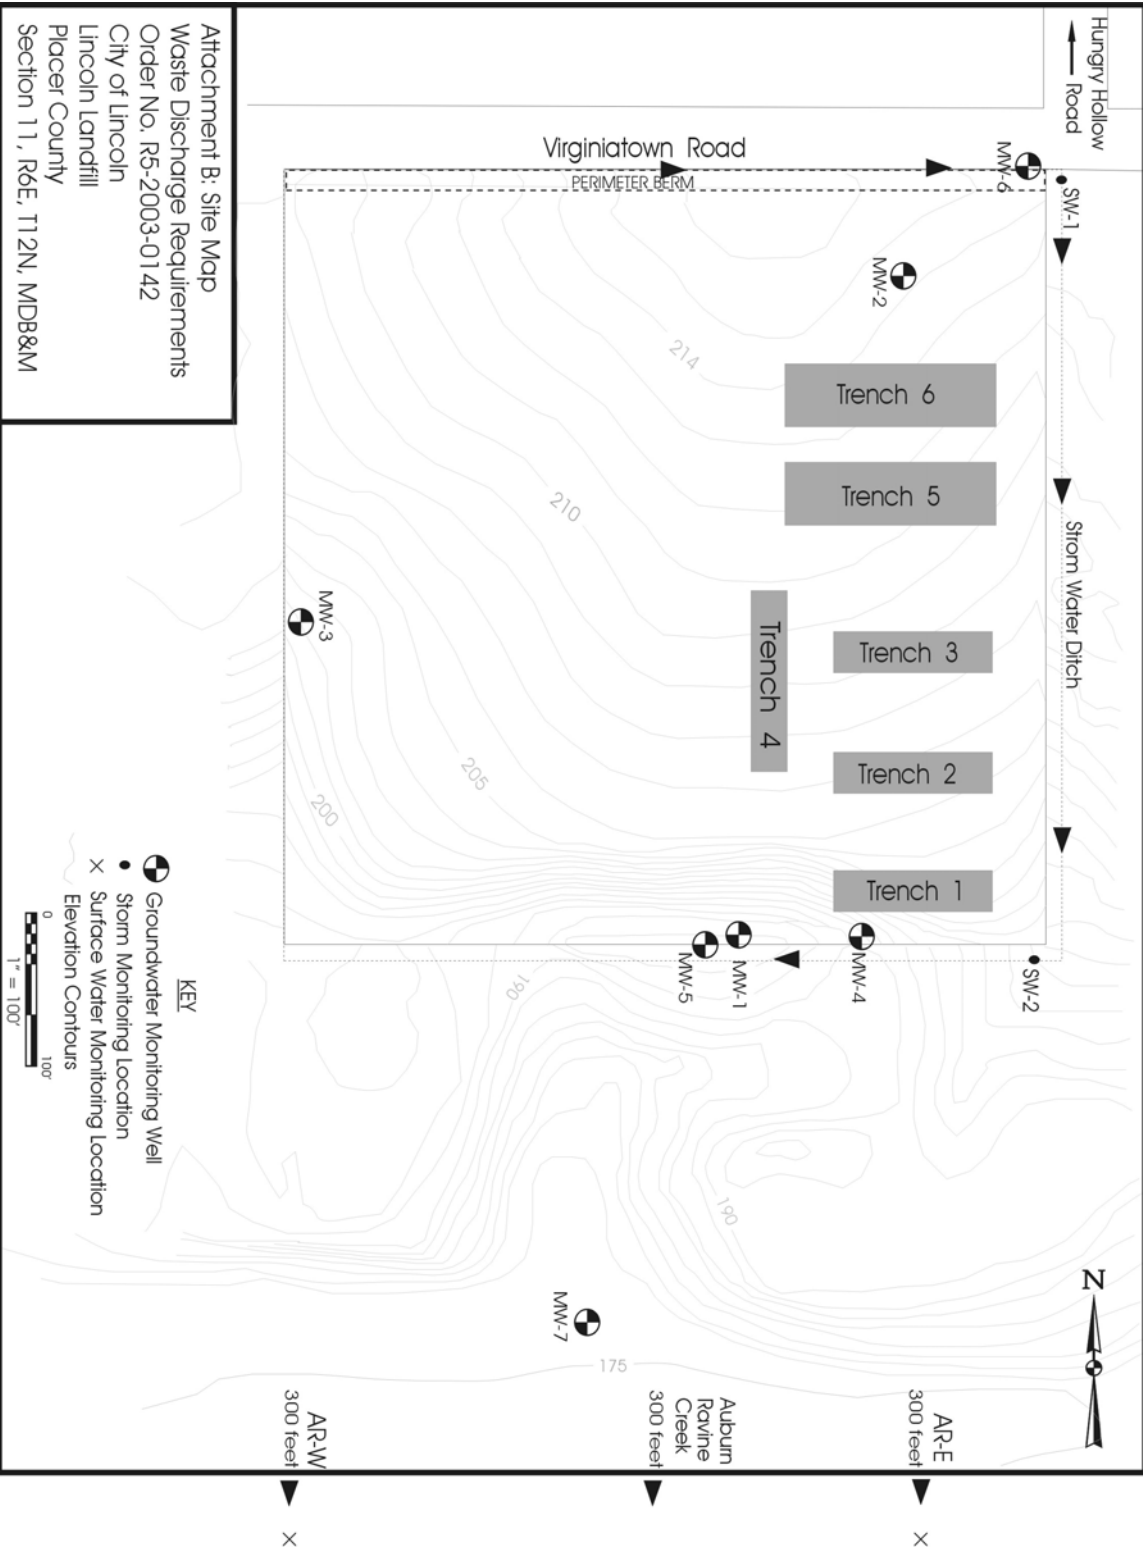 Hungry Hollow
Road
Virginiatown Road
PERIMETER BERM
MW-6
SW-1
MW-2
214
Trench 6
Trench 5
210
Strom Water Ditch
MW-3
Trench 3
Trench 4
Trench 2
205
200
Trench 1
MW-5
MW-1
MW-4
SW-2
190
190
N
MW-7
175
AR-W
300 feet
Auburn
Ravine
Creek
300 feet
AR-E
300 feet
KEY
Groundwater Monitoring Well
Storm Monitoring Location
× Surface Water Monitoring Location
Elevation Contours
0 100'
1" = 100'
×
×
Attachment B: Site Map
Waste Discharge Requirements
Order No. R5-2003-0142
City of Lincoln
Lincoln Landfill
Placer County
Section 11, R6E, T12N, MDB&M